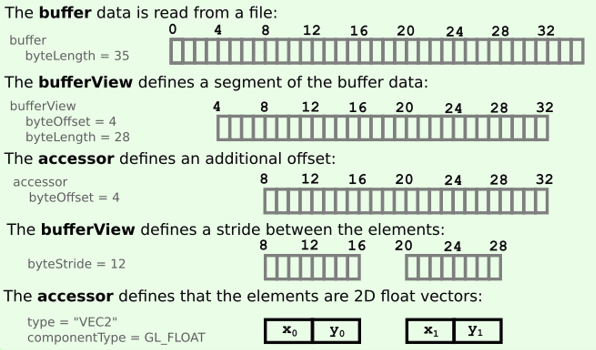 The buffer data is read from a file:
0 4 8 12 16 20 24 28 32
buffer
byteLength = 35
The bufferView defines a segment of the buffer data:
4 8 12 16 20 24 28 32
bufferView
byteOffset = 4
byteLength = 28
The accessor defines an additional offset:
8 12 16 20 24 28 32
accessor
byteOffset = 4
The bufferView defines a stride between the elements:
8 12 16 20 24 28
byteStride = 12
The accessor defines that the elements are 2D float vectors:
type = "VEC2"
componentType = GL_FLOAT
x₀ y₀ x₁ y₁